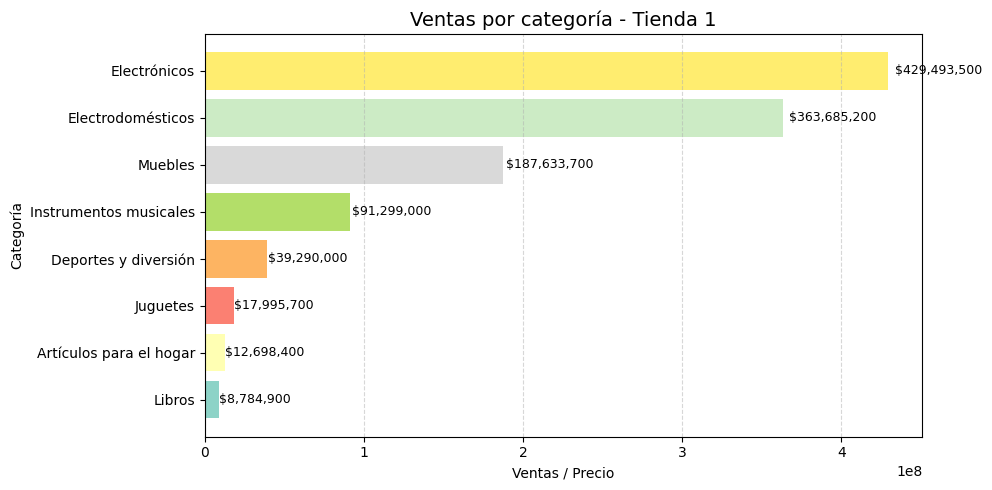 Ventas por categoría - Tienda 1
Categoría
Electrónicos $429,493,500
Electrodomésticos $363,685,200
Muebles $187,633,700
Instrumentos musicales $91,299,000
Deportes y diversión $39,290,000
Juguetes $17,995,700
Artículos para el hogar $12,698,400
Libros $8,784,900
0 1 2 3 4
1e8
Ventas / Precio